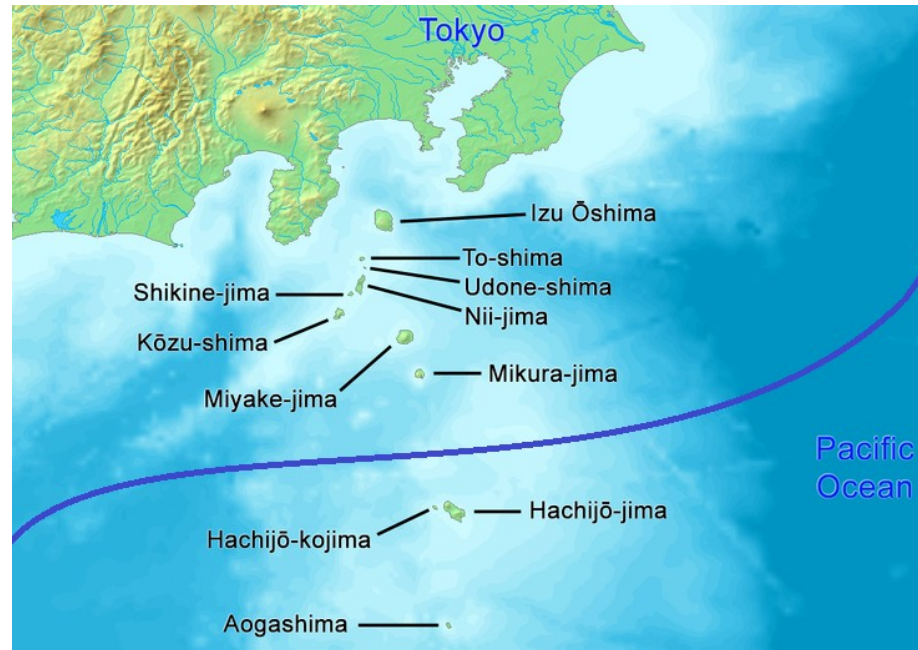 Tokyo
Izu Ōshima
To-shima
Udone-shima
Shikine-jima
Nii-jima
Kōzu-shima
Mikura-jima
Miyake-jima
Pacific
Ocean
Hachijō-jima
Hachijō-kojima
Aogashima